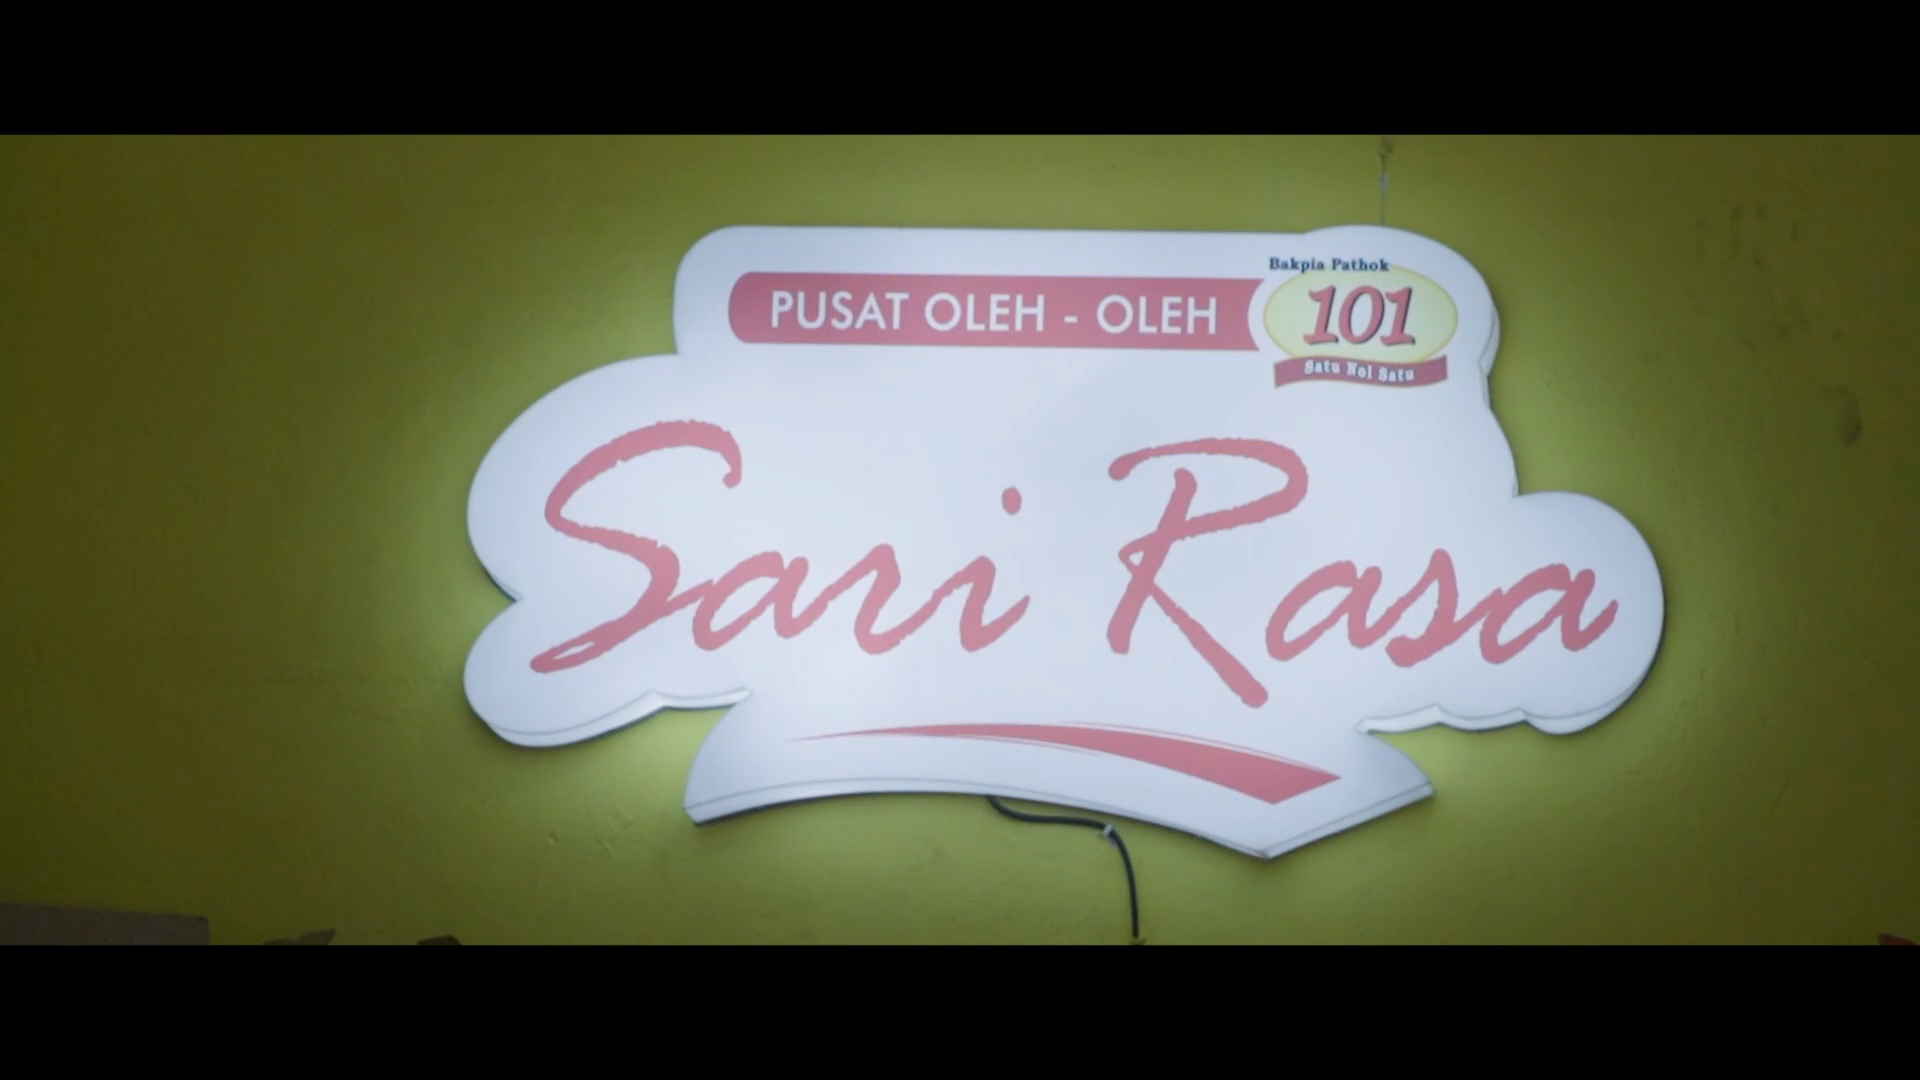 Bakpia Pathok
PUSAT OLEH - OLEH
101
Satu Nol Satu
Sari Rasa